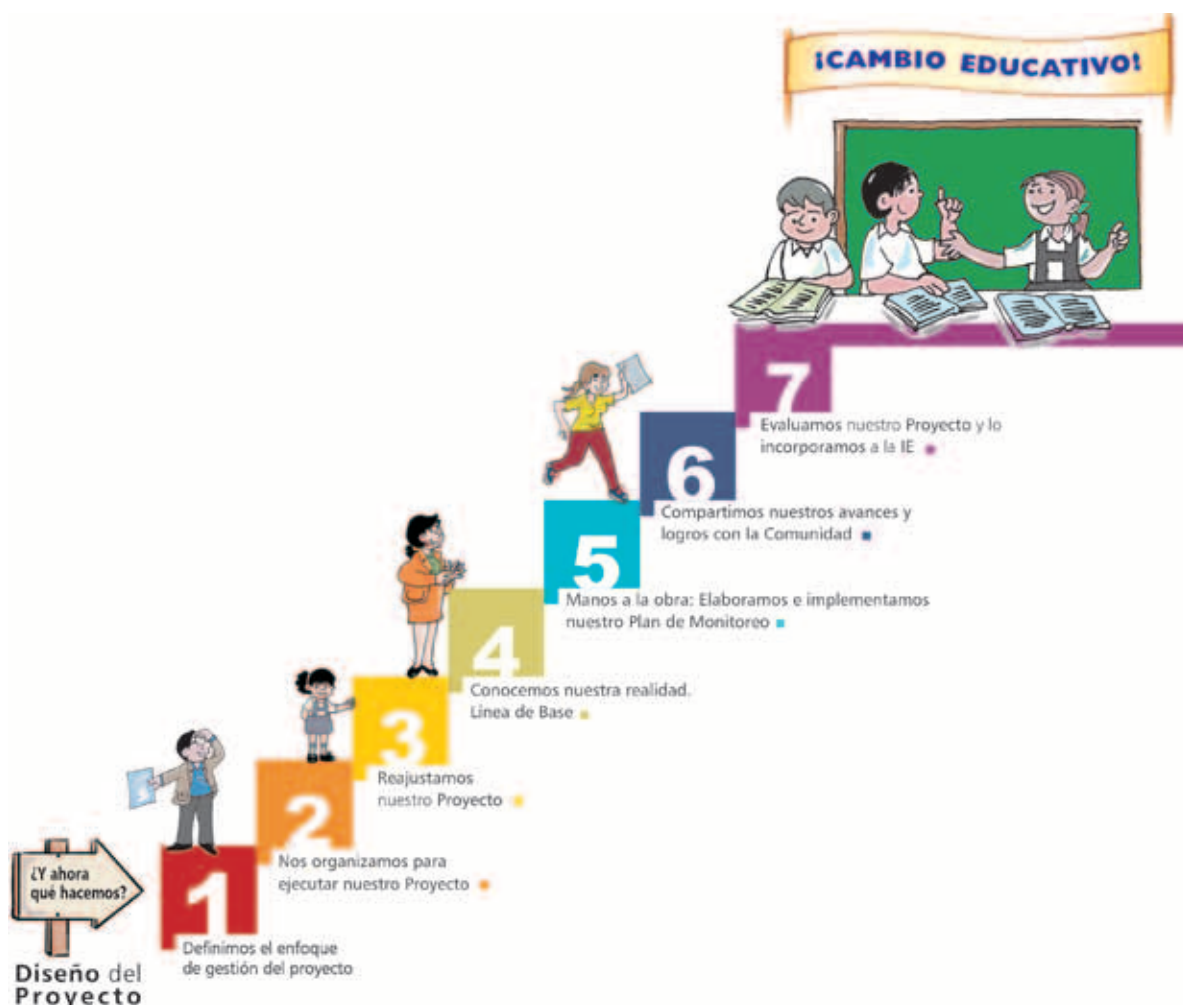 ¡CAMBIO EDUCATIVO!
7
Evaluamos nuestro Proyecto y lo
incorporamos a la IE
6
Compartimos nuestros avances y
logros con la Comunidad
5
Manos a la obra: Elaboramos e implementamos
nuestro Plan de Monitoreo
4
Conocemos nuestra realidad.
Línea de Base
3
Reajustamos
nuestro Proyecto
2
Nos organizamos para
ejecutar nuestro Proyecto
1
Definimos el enfoque
de gestión del proyecto
¿Y ahora
qué hacemos?
Diseño del
Proyecto